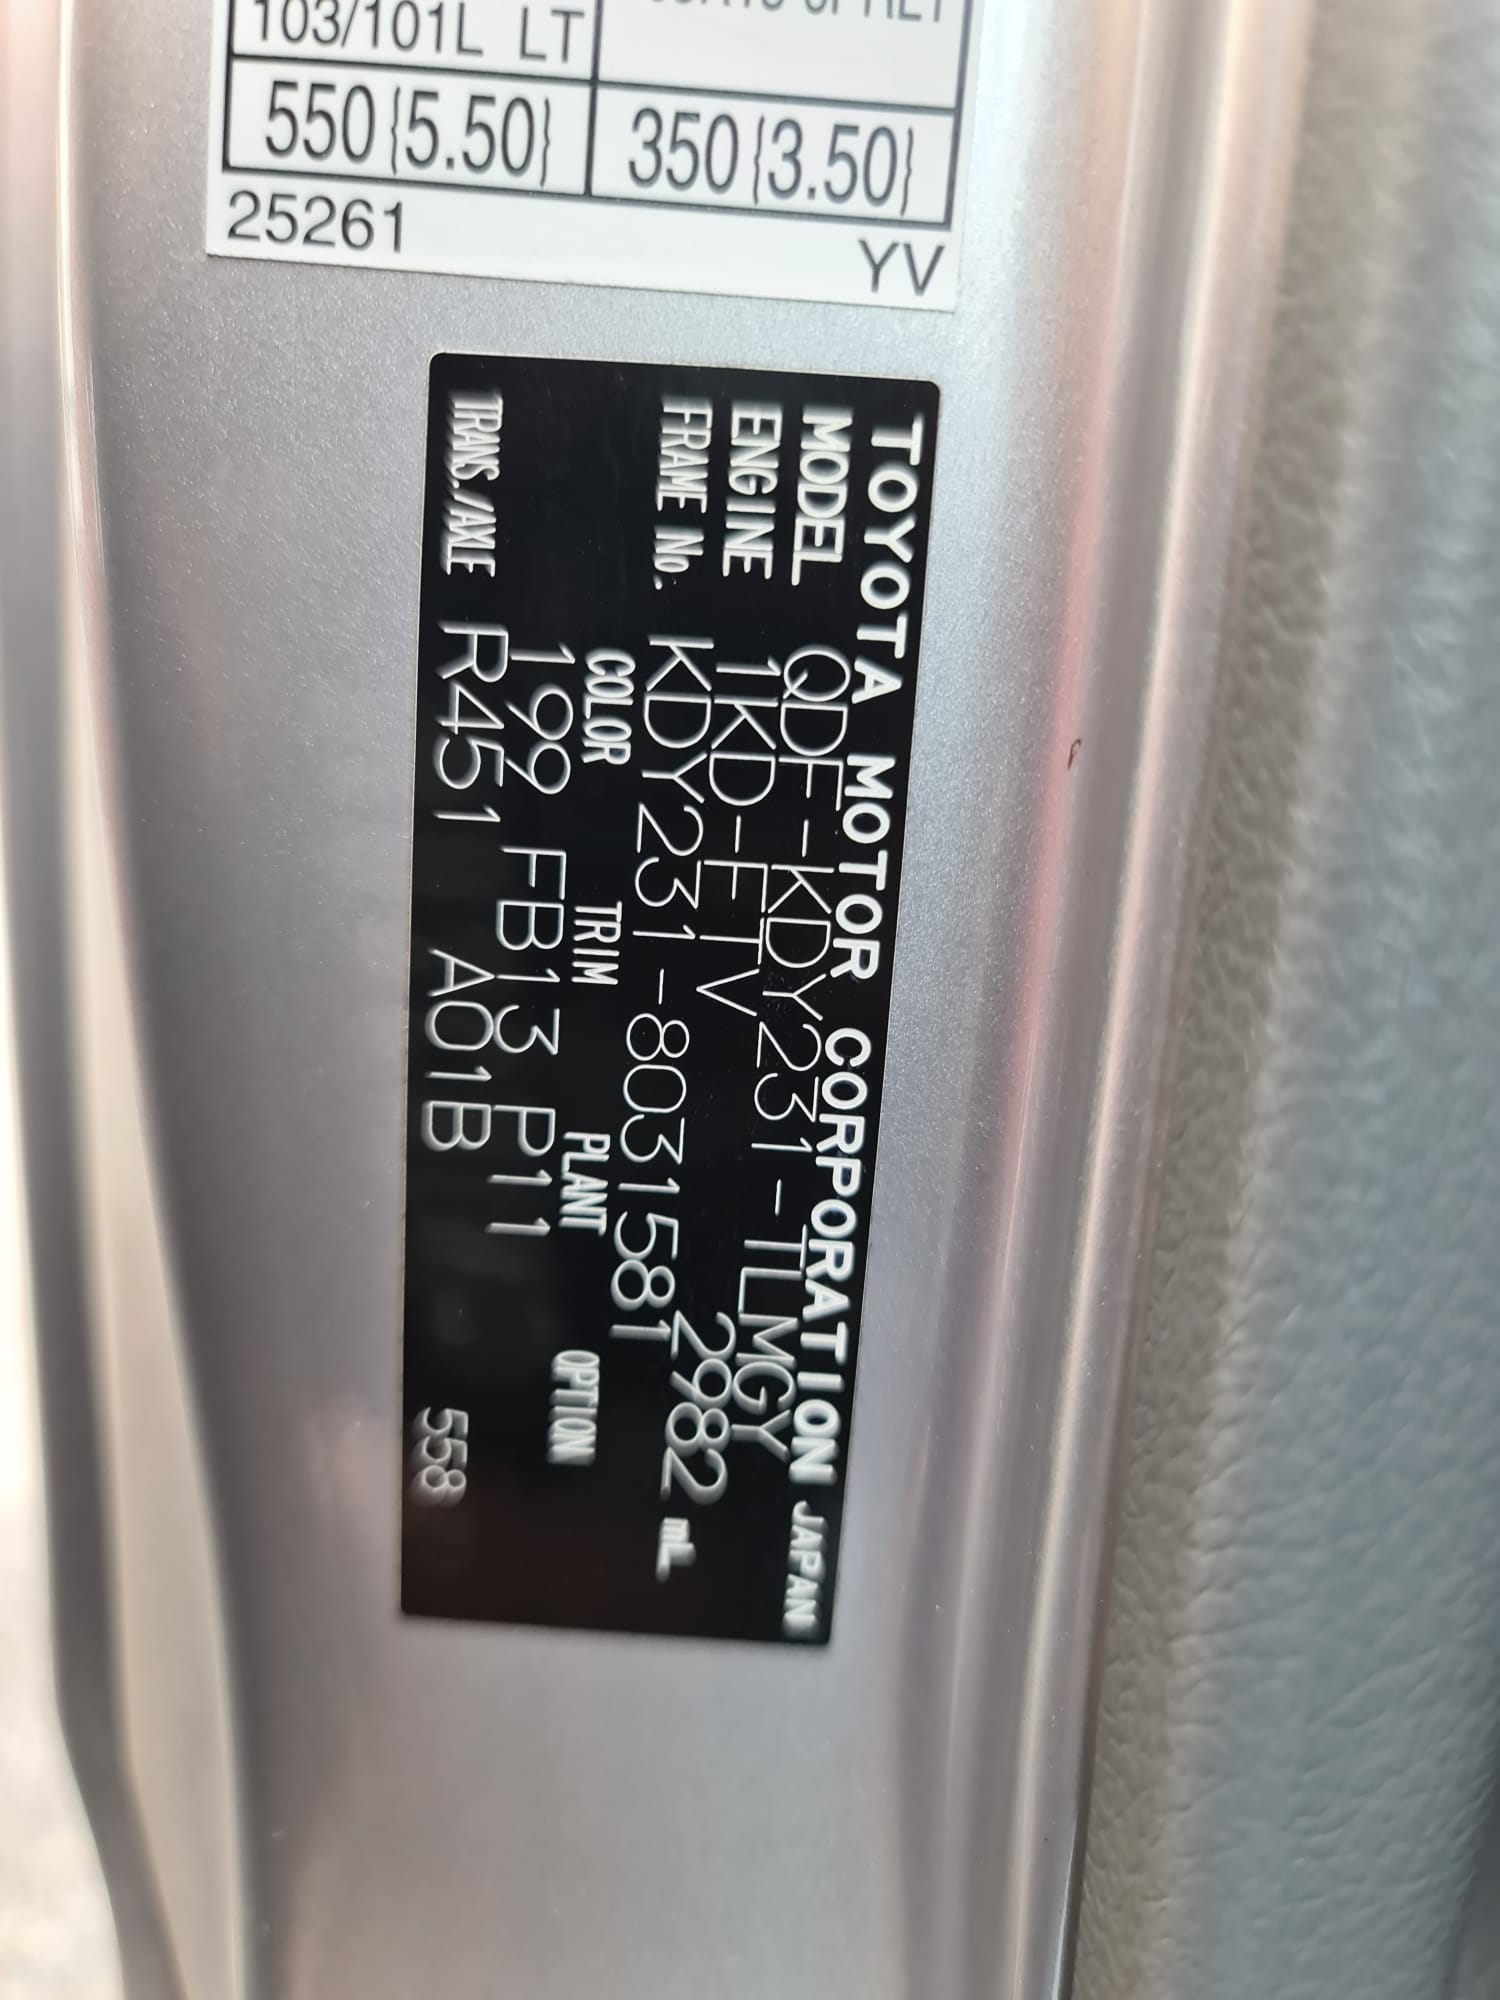 103/101L LT
550{5.50} 350{3.50}
25261 YV
TOYOTA MOTOR CORPORATION JAPAN
MODEL QDF-KDY231-TLMGY
ENGINE 1KD-FTV 2982 mL
FRAME No. KDY231-8031581
COLOR TRIM PLANT OPTION
199 FB13 P11
TRANS./AXLE R451 A01B 558